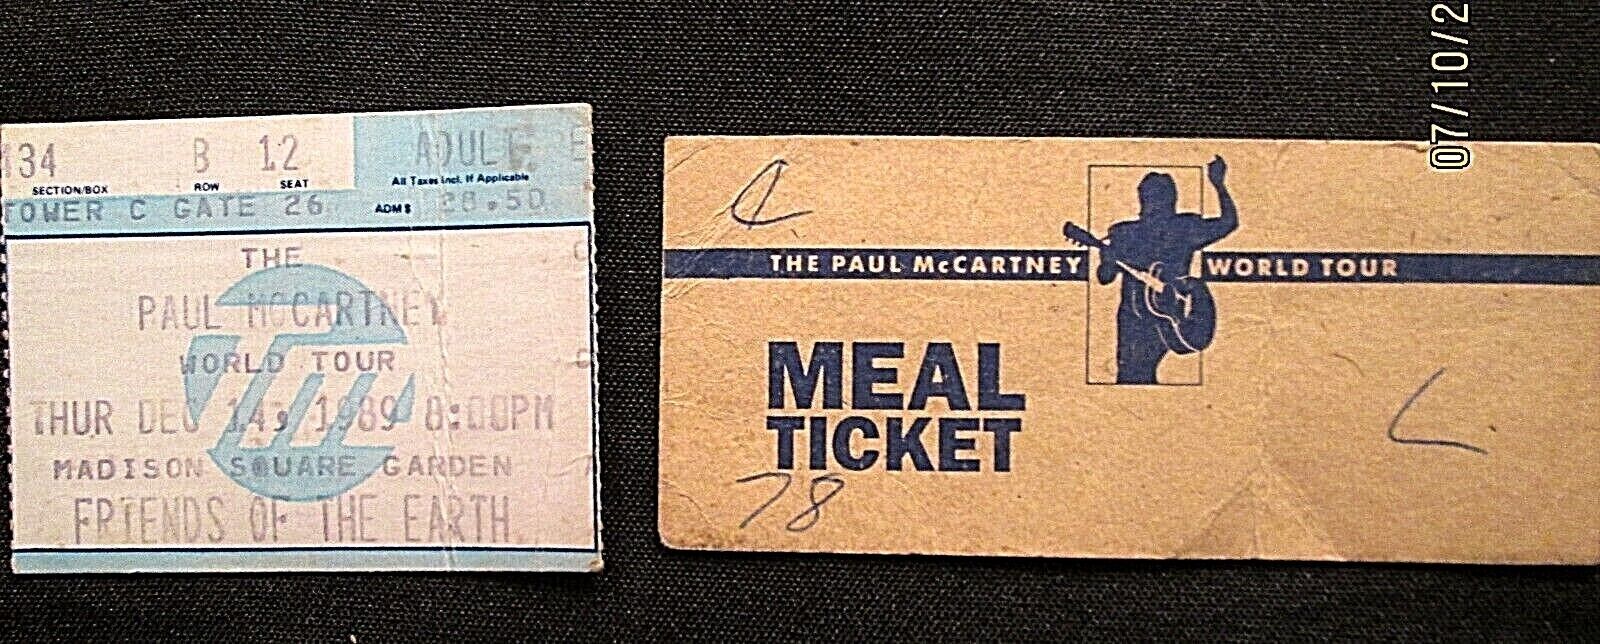 134 B 12 ADULT
SECTION/BOX ROW SEAT All Taxes Incl. If Applicable
TOWER C GATE 26 ADM$ 28.50
THE
PAUL MCCARTNEY
WORLD TOUR
THUR DEC 14, 1989 8:00PM
MADISON SQUARE GARDEN
FRIENDS OF THE EARTH
THE PAUL McCARTNEY WORLD TOUR
MEAL
TICKET
78
07/10/2